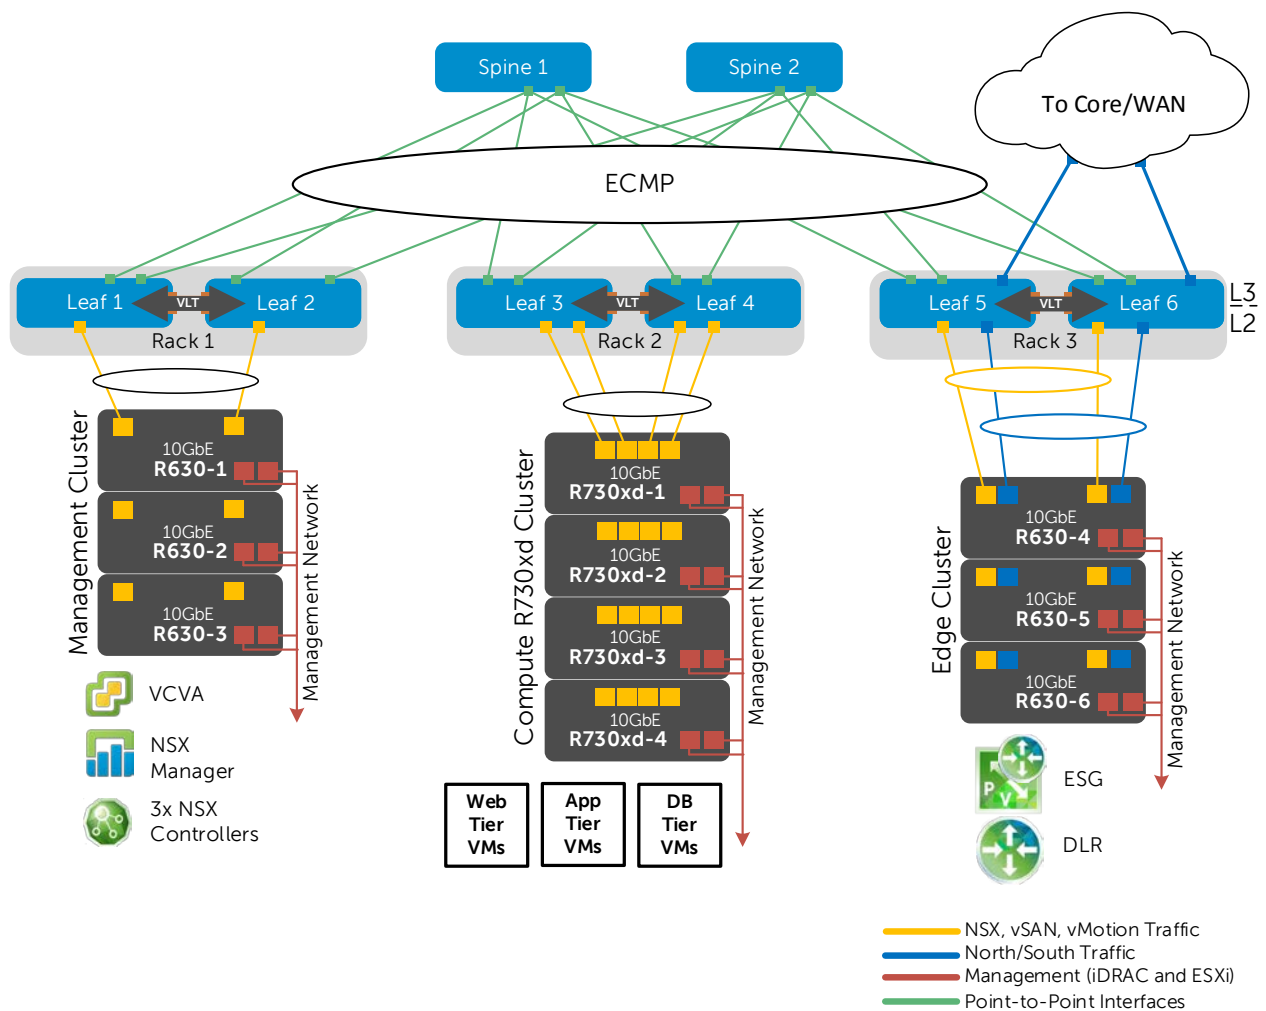 Spine 1
Spine 2
To Core/WAN
ECMP
Leaf 1
VLT
Leaf 2
Rack 1
Leaf 3
VLT
Leaf 4
Rack 2
Leaf 5
VLT
Leaf 6
Rack 3
L3
L2
Management Cluster
10GbE
R630-1
10GbE
R630-2
10GbE
R630-3
Management Network
VCVA
NSX
Manager
3x NSX
Controllers
Compute R730xd Cluster
10GbE
R730xd-1
10GbE
R730xd-2
10GbE
R730xd-3
10GbE
R730xd-4
Management Network
Web
Tier
VMs
App
Tier
VMs
DB
Tier
VMs
Edge Cluster
10GbE
R630-4
10GbE
R630-5
10GbE
R630-6
Management Network
P
V
ESG
DLR
NSX, vSAN, vMotion Traffic
North/South Traffic
Management (iDRAC and ESXi)
Point-to-Point Interfaces